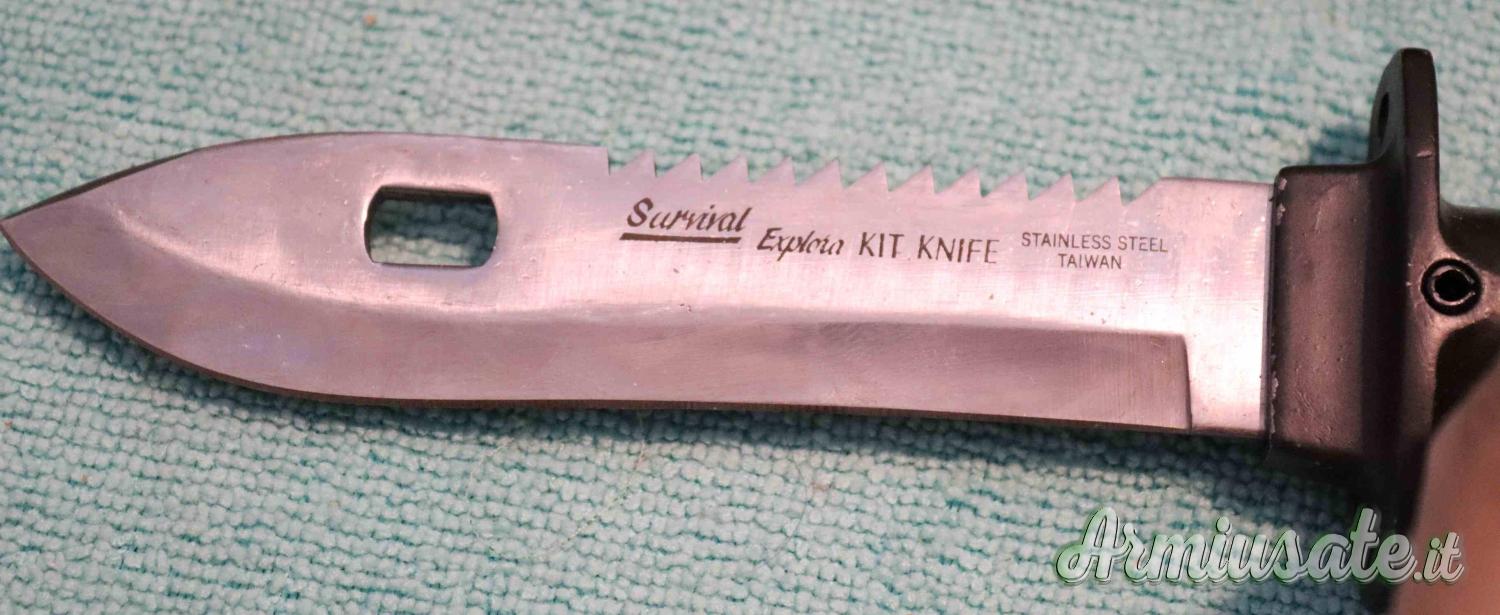 Survival Explora KIT KNIFE
STAINLESS STEEL
TAIWAN
Armiusate.it